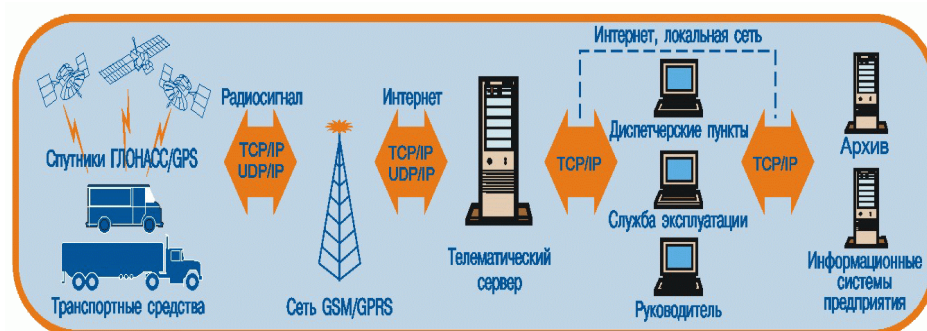 Интернет, локальная сеть
Радиосигнал
Интернет
TCP/IP
UDP/IP
TCP/IP
UDP/IP
TCP/IP
TCP/IP
Спутники ГЛОНАСС/GPS
Диспетчерские пункты
Архив
Служба эксплуатации
Телематический
сервер
Транспортные средства
Сеть GSM/GPRS
Руководитель
Информационные
системы
предприятия